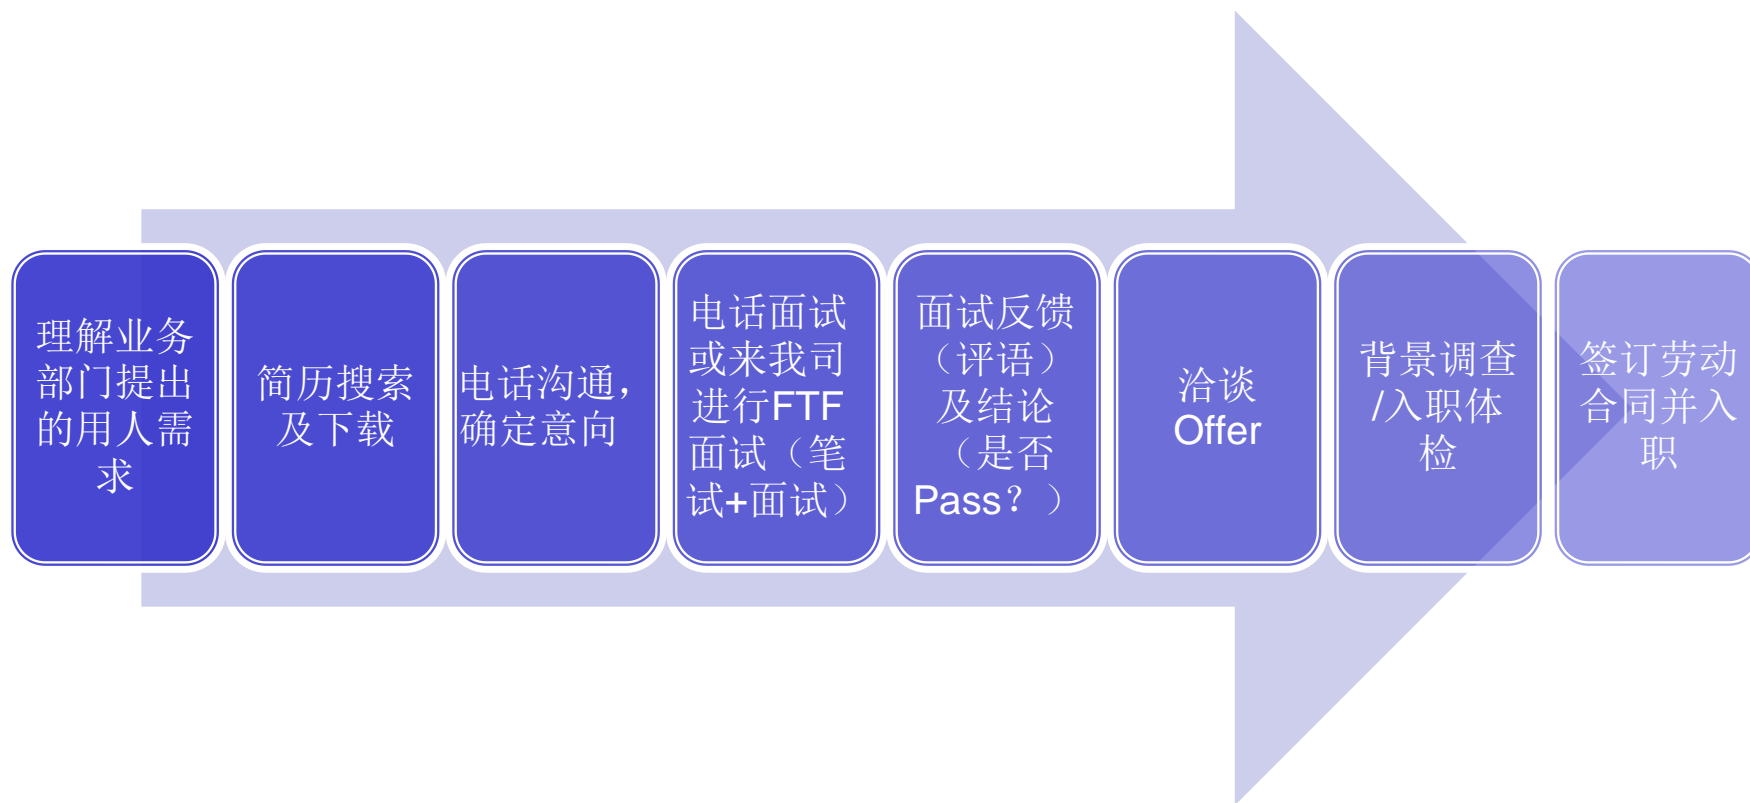 理解业务
部门提出
的用人需
求
简历搜索
及下载
电话沟通，
确定意向
电话面试
或来我司
进行FTF
面试（笔
试+面试）
面试反馈
（评语）
及结论
（是否
Pass？）
洽谈
Offer
背景调查
/入职体
检
签订劳动
合同并入
职